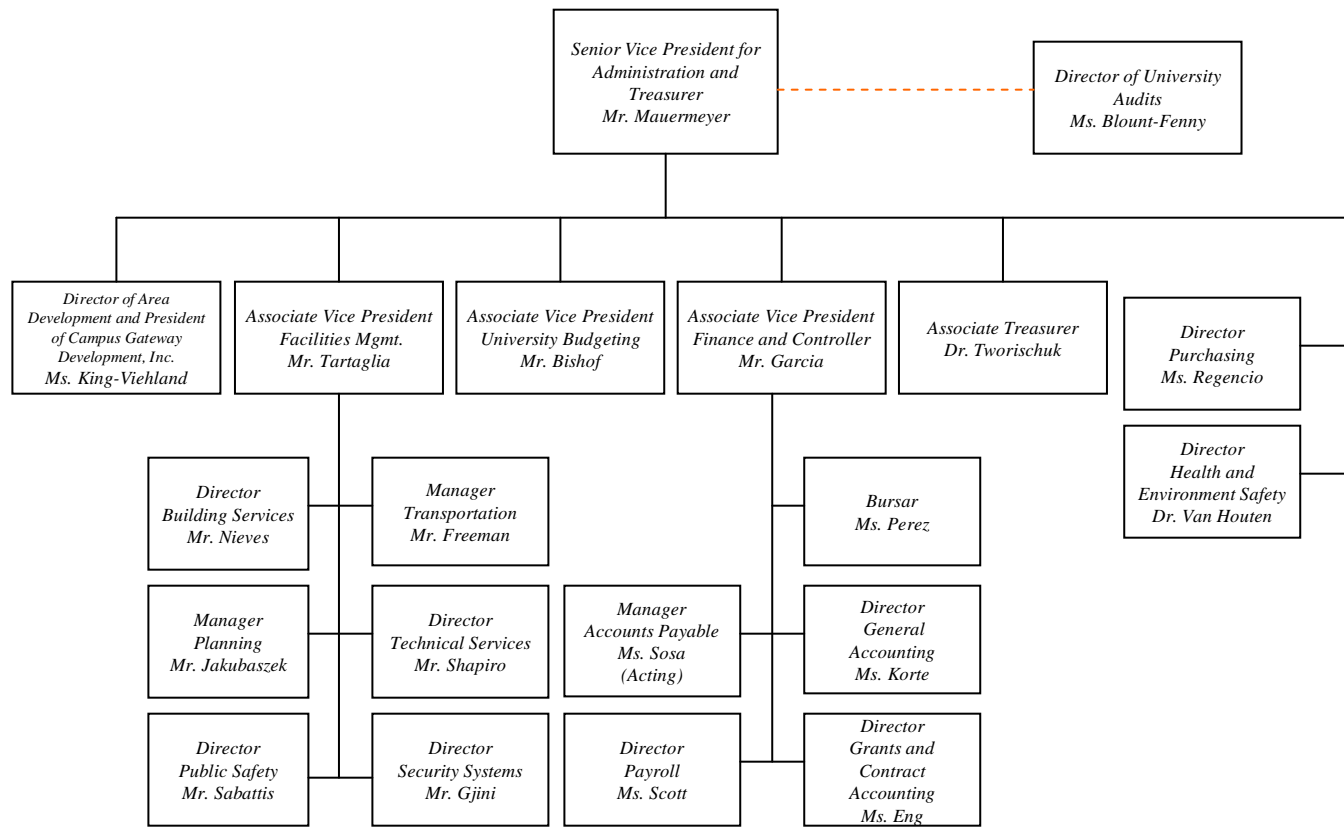 Senior Vice President for
Administration and
Treasurer
Mr. Mauermeyer
Director of University
Audits
Ms. Blount-Fenny
Director of Area
Development and President
of Campus Gateway
Development, Inc.
Ms. King-Viehland
Associate Vice President
Facilities Mgmt.
Mr. Tartaglia
Associate Vice President
University Budgeting
Mr. Bishof
Associate Vice President
Finance and Controller
Mr. Garcia
Associate Treasurer
Dr. Tworischuk
Director
Purchasing
Ms. Regencio
Director
Health and
Environment Safety
Dr. Van Houten
Director
Building Services
Mr. Nieves
Manager
Transportation
Mr. Freeman
Manager
Planning
Mr. Jakubaszek
Director
Technical Services
Mr. Shapiro
Director
Public Safety
Mr. Sabattis
Director
Security Systems
Mr. Gjini
Bursar
Ms. Perez
Manager
Accounts Payable
Ms. Sosa
(Acting)
Director
General
Accounting
Ms. Korte
Director
Payroll
Ms. Scott
Director
Grants and
Contract
Accounting
Ms. Eng